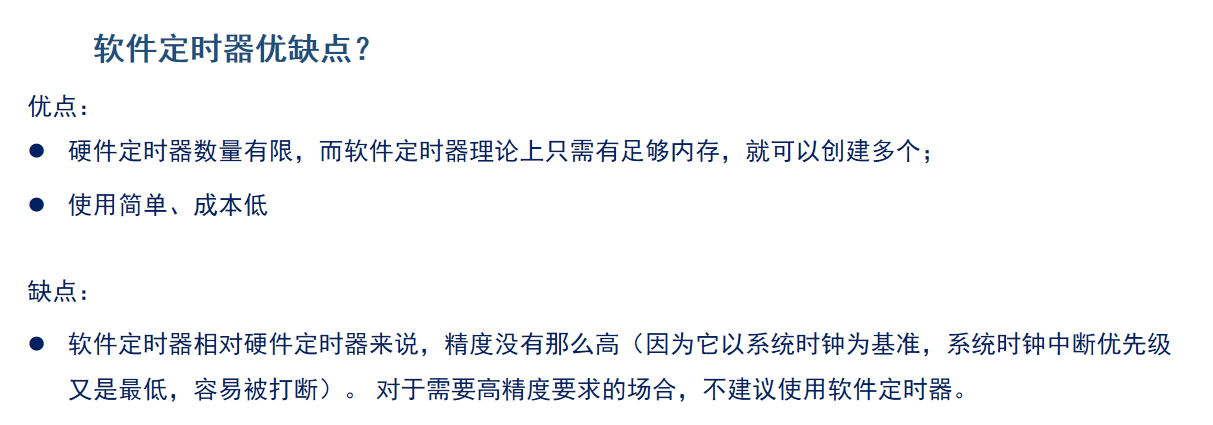 软件定时器优缺点？
优点：
● 硬件定时器数量有限，而软件定时器理论上只需有足够内存，就可以创建多个；
● 使用简单、成本低
缺点：
● 软件定时器相对硬件定时器来说，精度没有那么高（因为它以系统时钟为基准，系统时钟中断优先级
又是最低，容易被打断）。 对于需要高精度要求的场合，不建议使用软件定时器。